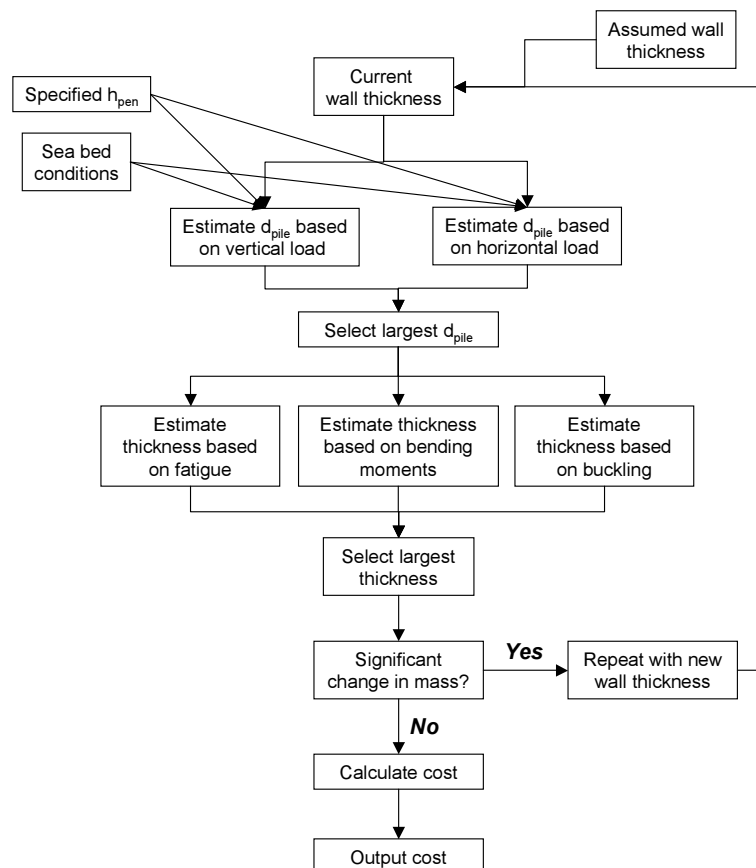 Assumed wall
thickness
Current
wall thickness
Specified h_pen
Sea bed
conditions
Estimate d_pile based
on vertical load
Estimate d_pile based
on horizontal load
Select largest d_pile
Estimate
thickness based
on fatigue
Estimate thickness
based on bending
moments
Estimate
thickness based
on buckling
Select largest
thickness
Significant
change in mass?
Yes
Repeat with new
wall thickness
No
Calculate cost
Output cost